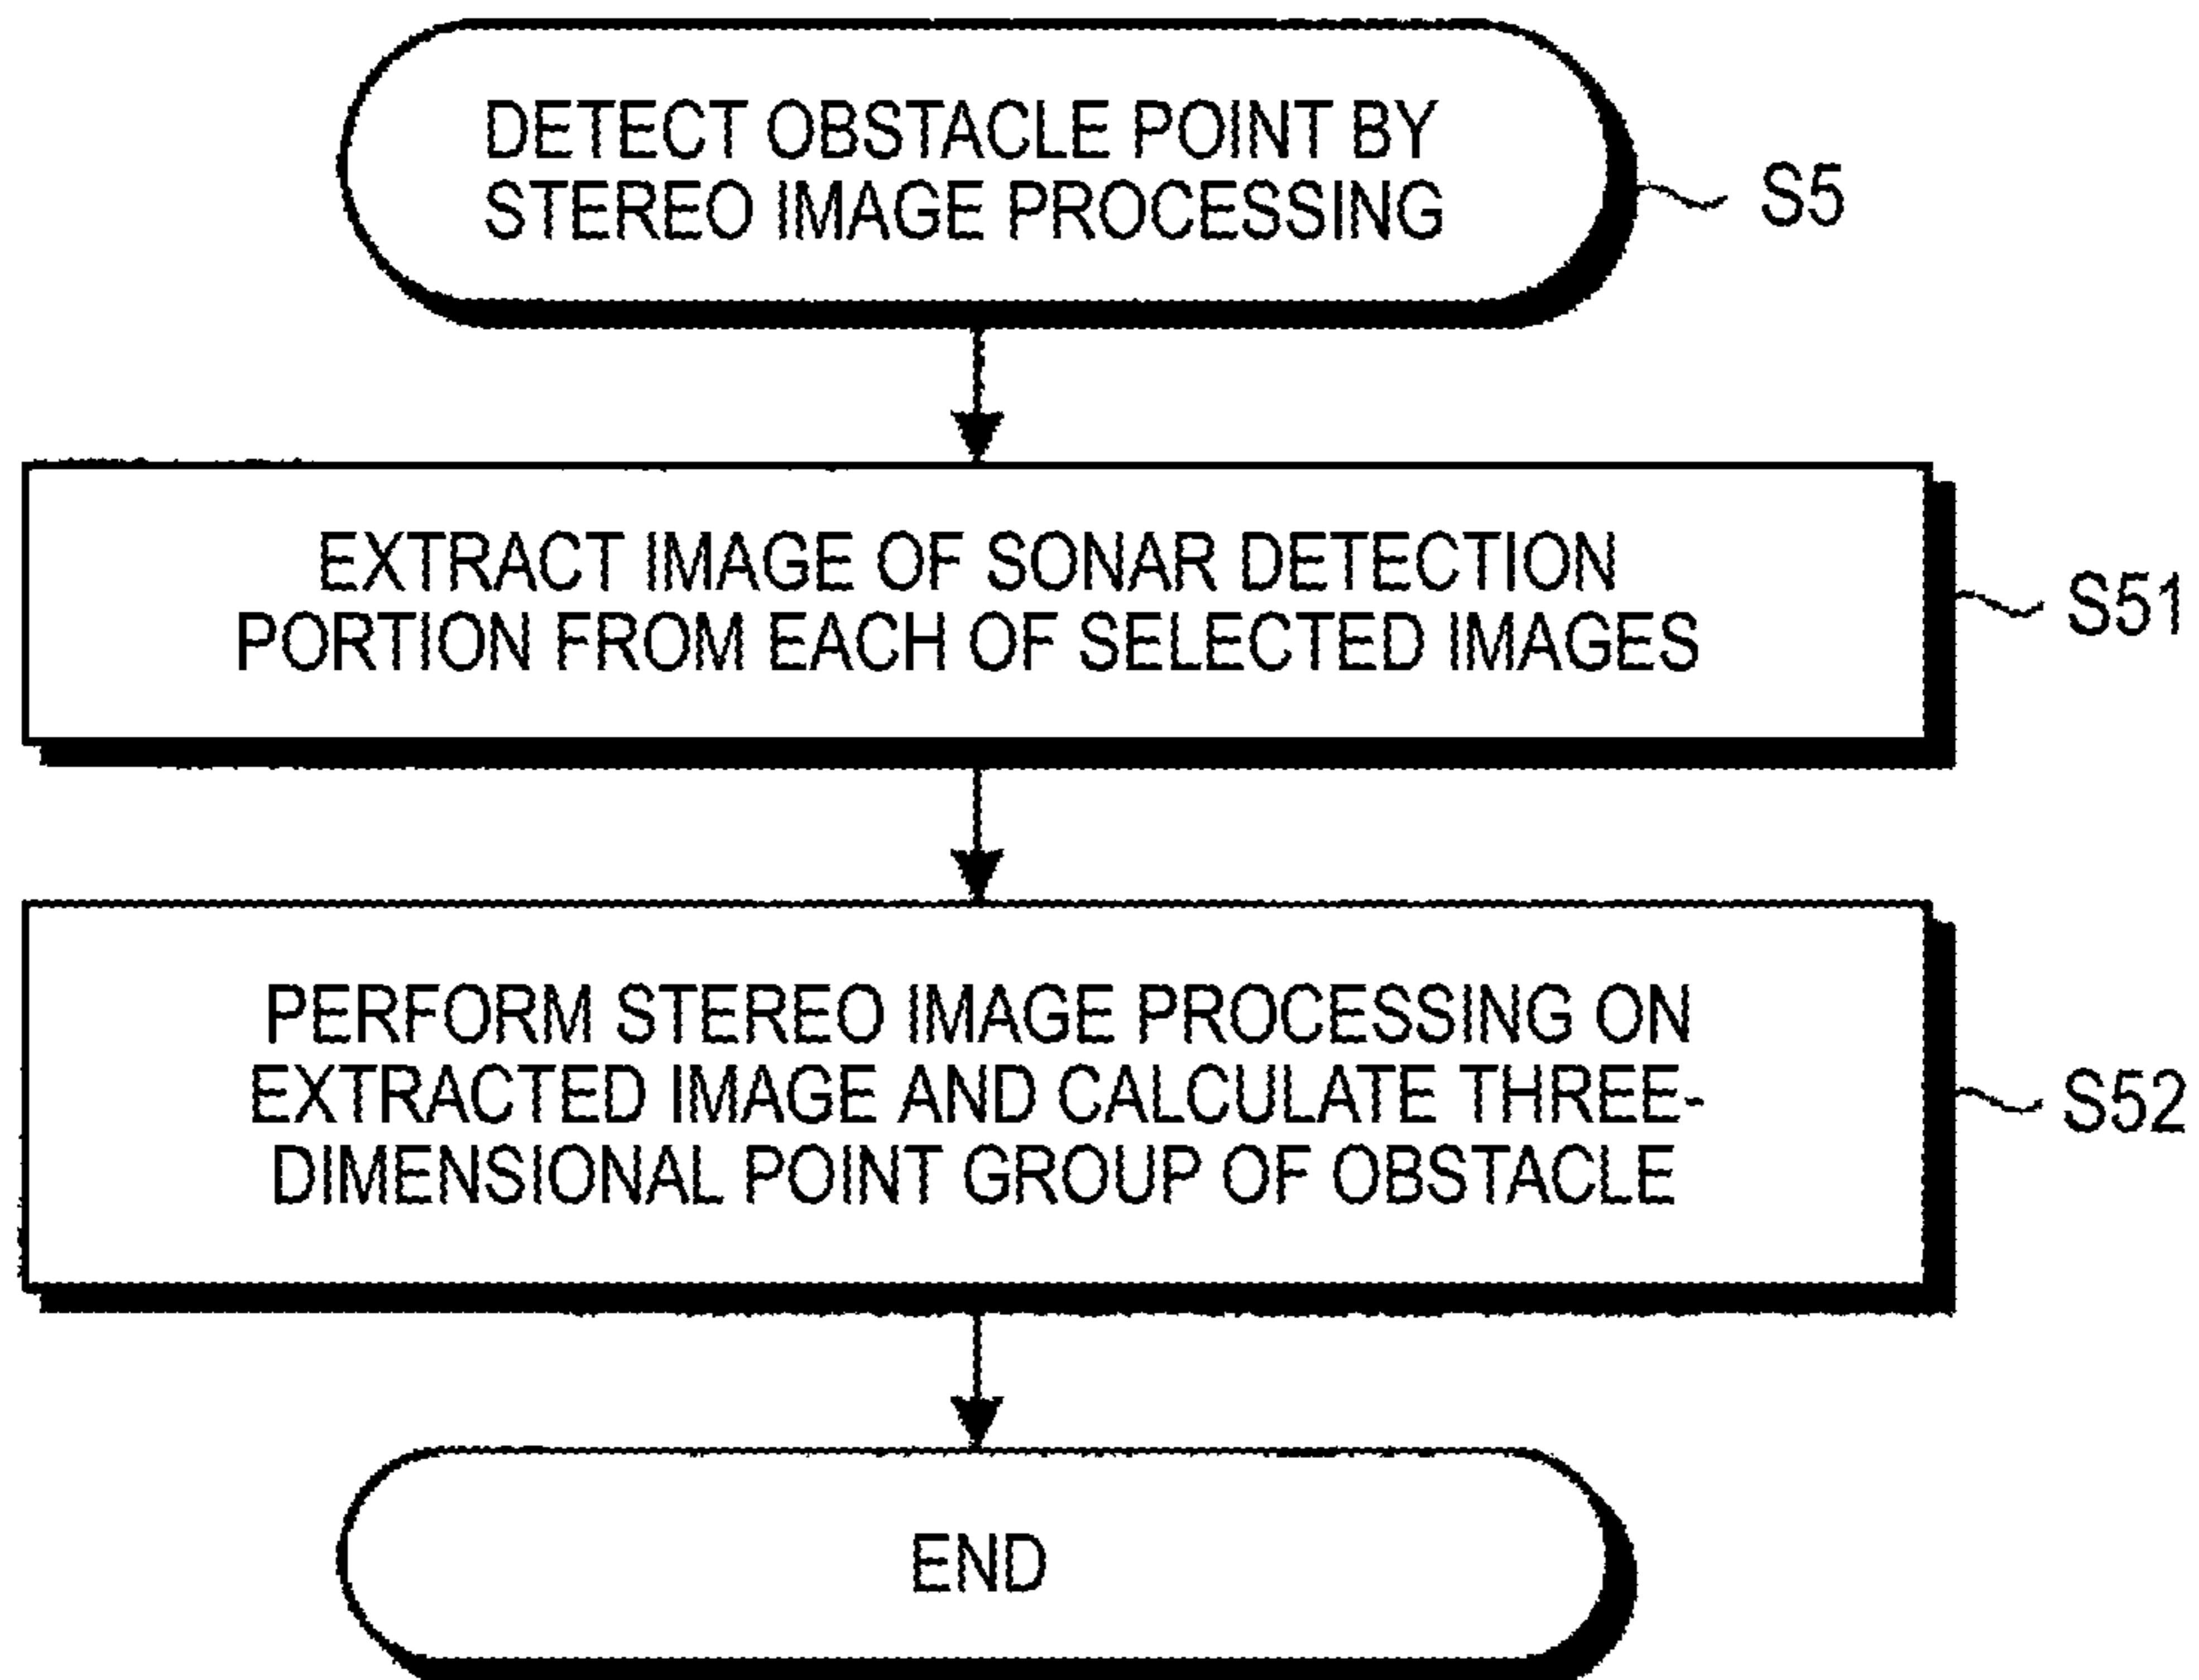 DETECT OBSTACLE POINT BY
STEREO IMAGE PROCESSING
S5
EXTRACT IMAGE OF SONAR DETECTION
PORTION FROM EACH OF SELECTED IMAGES
S51
PERFORM STEREO IMAGE PROCESSING ON
EXTRACTED IMAGE AND CALCULATE THREE-
DIMENSIONAL POINT GROUP OF OBSTACLE
S52
END